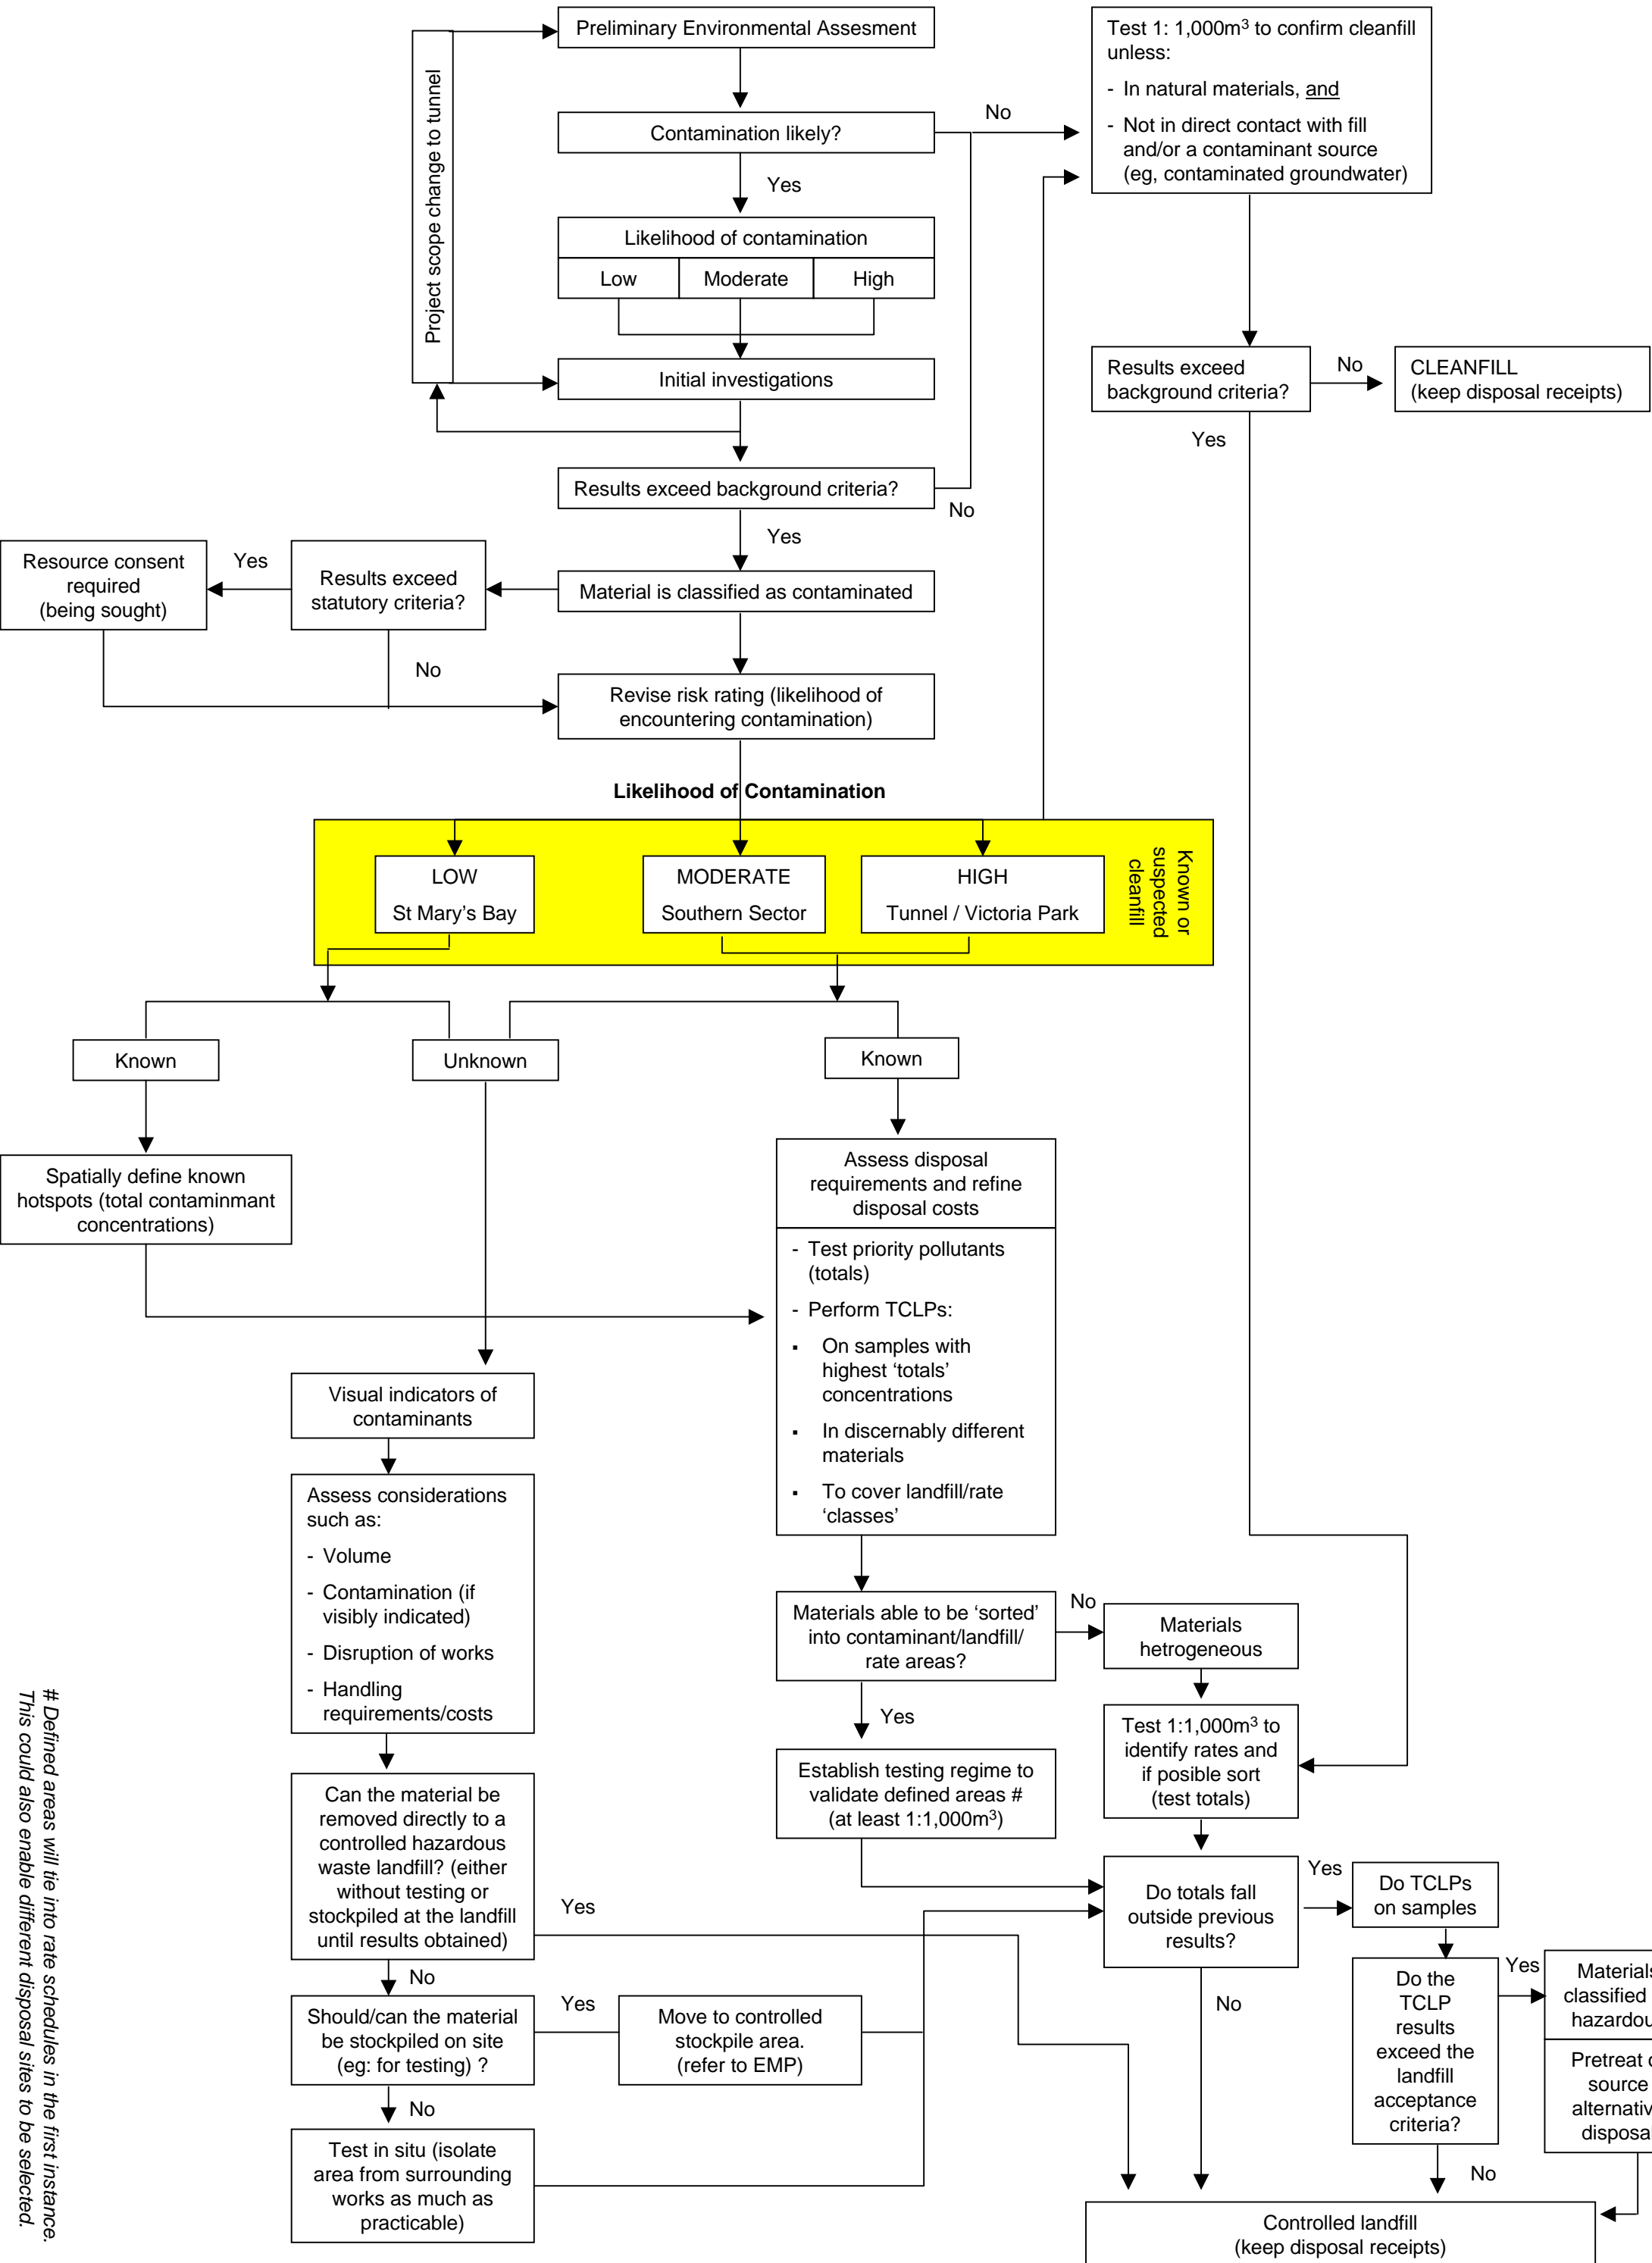 Preliminary Environmental Assesment
Project scope change to tunnel
Contamination likely?
No
Yes
Likelihood of contamination
Low
Moderate
High
Initial investigations
Results exceed background criteria?
No
Yes
Material is classified as contaminated
Results exceed
statutory criteria?
Yes
Resource consent
required
(being sought)
No
Revise risk rating (likelihood of
encountering contamination)
Test 1: 1,000m³ to confirm cleanfill
unless:
- In natural materials, and
- Not in direct contact with fill
and/or a contaminant source
(eg, contaminated groundwater)
Results exceed
background criteria?
No
CLEANFILL
(keep disposal receipts)
Yes
Likelihood of Contamination
LOW
St Mary's Bay
MODERATE
Southern Sector
HIGH
Tunnel / Victoria Park
Known or
suspected
cleanfill
Known
Unknown
Known
Spatially define known
hotspots (total contaminmant
concentrations)
Assess disposal
requirements and refine
disposal costs
- Test priority pollutants
(totals)
- Perform TCLPs:
▪ On samples with
highest 'totals'
concentrations
▪ In discernably different
materials
▪ To cover landfill/rate
'classes'
Visual indicators of
contaminants
Assess considerations
such as:
- Volume
- Contamination (if
visibly indicated)
- Disruption of works
- Handling
requirements/costs
Can the material be
removed directly to a
controlled hazardous
waste landfill? (either
without testing or
stockpiled at the landfill
until results obtained)
Yes
No
Should/can the material
be stockpiled on site
(eg: for testing) ?
Yes
Move to controlled
stockpile area.
(refer to EMP)
No
Test in situ (isolate
area from surrounding
works as much as
practicable)
Materials able to be 'sorted'
into contaminant/landfill/
rate areas?
No
Materials
hetrogeneous
Yes
Establish testing regime to
validate defined areas #
(at least 1:1,000m³)
Test 1:1,000m³ to
identify rates and
if posible sort
(test totals)
Do totals fall
outside previous
results?
Yes
Do TCLPs
on samples
No
Do the
TCLP
results
exceed the
landfill
acceptance
criteria?
Yes
Materials
classified
hazardou
Pretreat o
source
alternativ
disposal
No
Controlled landfill
(keep disposal receipts)
# Defined areas will tie into rate schedules in the first instance.
This could also enable different disposal sites to be selected.